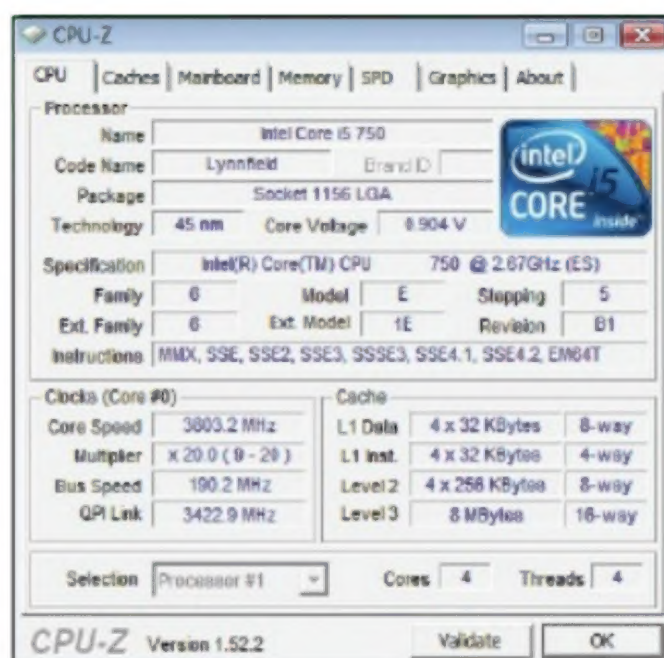 CPU-Z
CPU Caches Mainboard Memory SPD Graphics About
Processor
Name Intel Core i5 750
Code Name Lynnfield Brand ID
Package Socket 1156 LGA
Technology 45 nm Core Voltage 0.904 V
Specification Intel(R) Core(TM) CPU 750 @ 2.67GHz (ES)
Family 6 Model E Stepping 5
Ext. Family 6 Ext. Model 1E Revision B1
Instructions MMX, SSE, SSE2, SSE3, SSSE3, SSE4.1, SSE4.2, EM64T
intel
CORE i5
inside
Clocks (Core #0)
Core Speed 3803.2 MHz
Multiplier x 20.0 ( 9 - 20 )
Bus Speed 190.2 MHz
QPI Link 3422.9 MHz
Cache
L1 Data 4 x 32 KBytes 8-way
L1 Inst. 4 x 32 KBytes 4-way
Level 2 4 x 256 KBytes 8-way
Level 3 8 MBytes 16-way
Selection Processor #1 Cores 4 Threads 4
CPU-Z Version 1.52.2 Validate OK